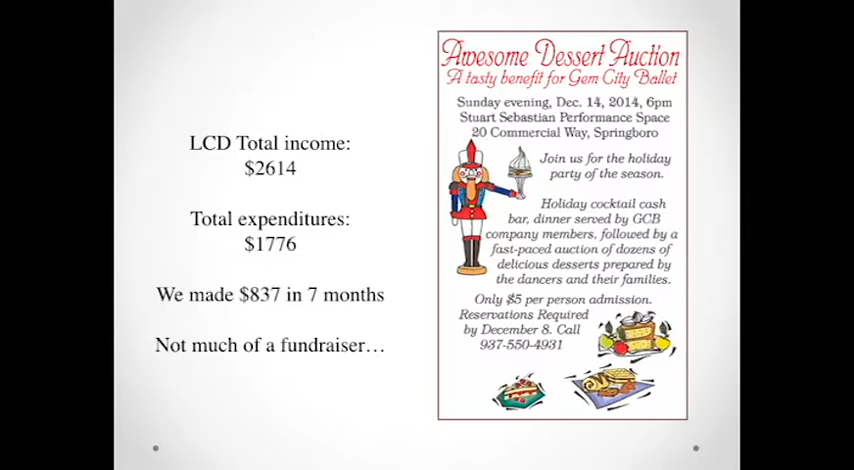 LCD Total income:
$2614
Total expenditures:
$1776
We made $837 in 7 months
Not much of a fundraiser…
Awesome Dessert Auction
A tasty benefit for Gem City Ballet
Sunday evening, Dec. 14, 2014, 6pm
Stuart Sebastian Performance Space
20 Commercial Way, Springboro
Join us for the holiday
party of the season.
Holiday cocktail cash
bar, dinner served by GCB
company members, followed by a
fast-paced auction of dozens of
delicious desserts prepared by
the dancers and their families.
Only $5 per person admission.
Reservations Required
by December 8. Call
937-550-4931